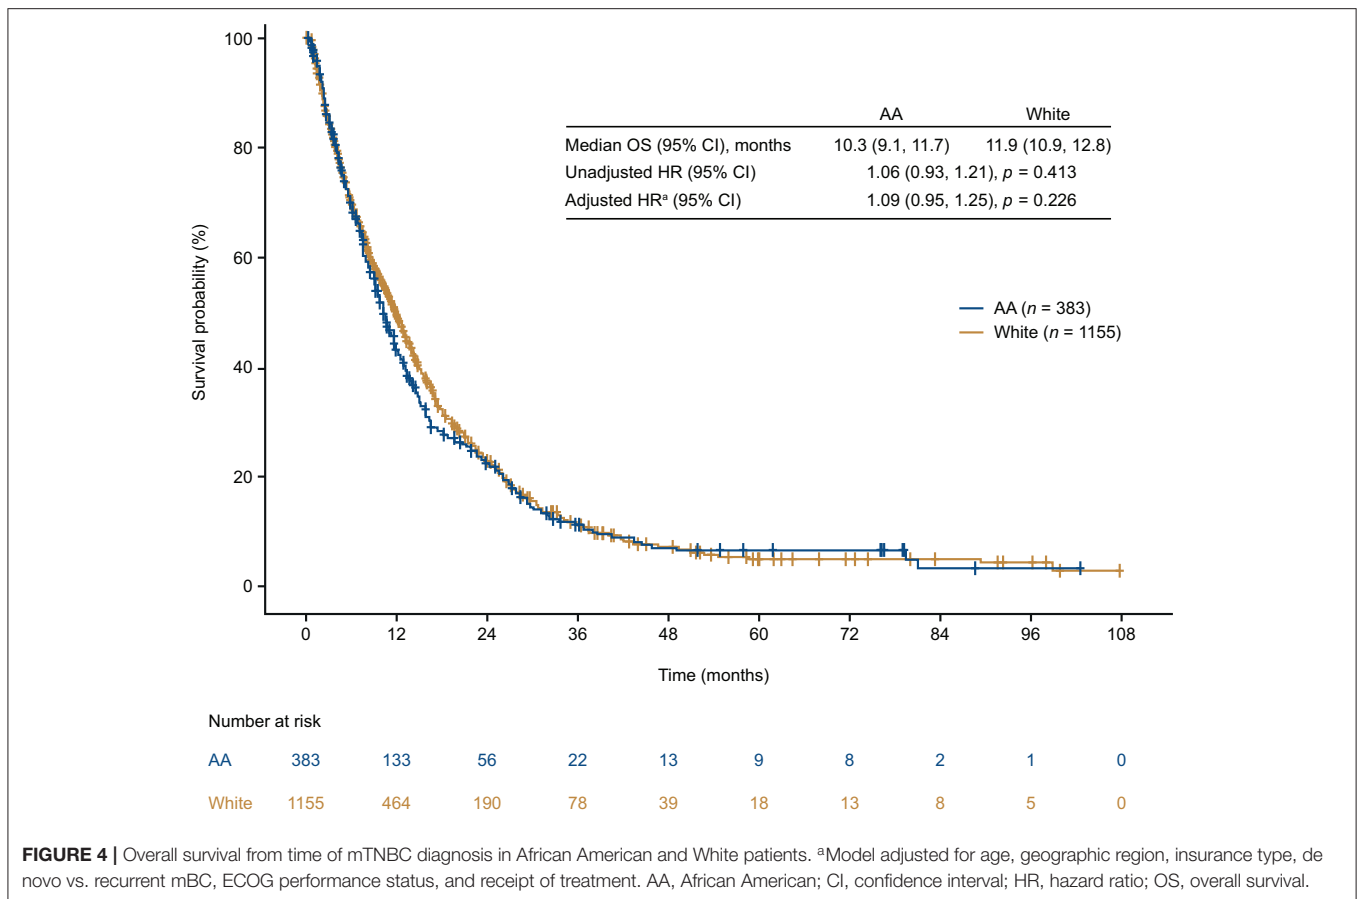 100
80
60
40
20
0
Survival probability (%)
AA White
Median OS (95% CI), months 10.3 (9.1, 11.7) 11.9 (10.9, 12.8)
Unadjusted HR (95% CI) 1.06 (0.93, 1.21), p = 0.413
Adjusted HRᵃ (95% CI) 1.09 (0.95, 1.25), p = 0.226
AA (n = 383)
White (n = 1155)
0 12 24 36 48 60 72 84 96 108
Time (months)
Number at risk
AA 383 133 56 22 13 9 8 2 1 0
White 1155 464 190 78 39 18 13 8 5 0
FIGURE 4 | Overall survival from time of mTNBC diagnosis in African American and White patients. ᵃModel adjusted for age, geographic region, insurance type, de
novo vs. recurrent mBC, ECOG performance status, and receipt of treatment. AA, African American; CI, confidence interval; HR, hazard ratio; OS, overall survival.